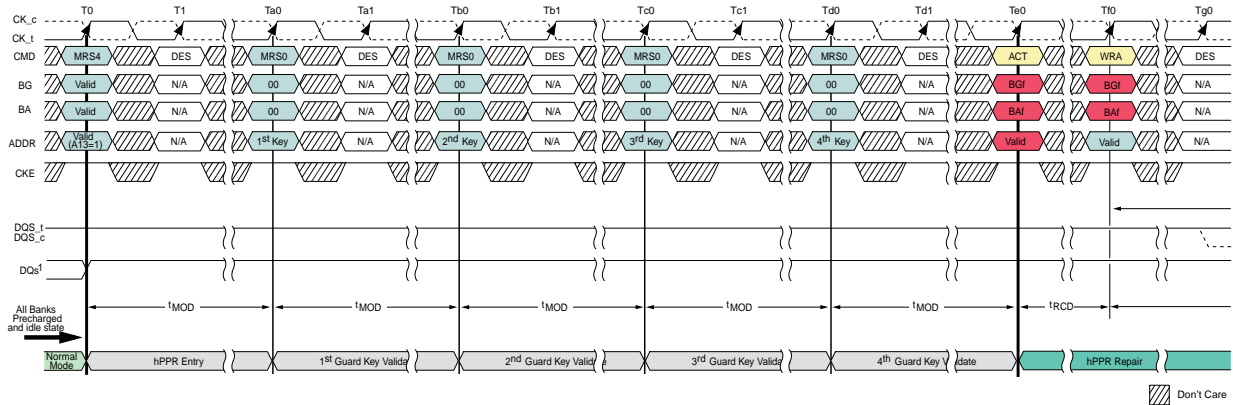 T0 T1 Ta0 Ta1 Tb0 Tb1 Tc0 Tc1 Td0 Td1 Te0 Tf0 Tg0
CK_c
CK_t
CMD MRS4 DES MRS0 DES MRS0 DES MRS0 DES MRS0 DES ACT WRA DES
BG Valid N/A 00 N/A 00 N/A 00 N/A 00 N/A BGf BGf N/A
BA Valid N/A 00 N/A 00 N/A 00 N/A 00 N/A BAf BAf N/A
ADDR Valid (A13=1) N/A 1st Key N/A 2nd Key N/A 3rd Key N/A 4th Key N/A Valid Valid N/A
CKE
DQS_t
DQS_c
DQs1
tMOD tMOD tMOD tMOD tMOD tRCD
All Banks
Precharged
and idle state
Normal Mode hPPR Entry 1st Guard Key Valida 2nd Guard Key Valida e 3rd Guard Key Valida 4th Guard Key V date hPPR Repair
Don't Care